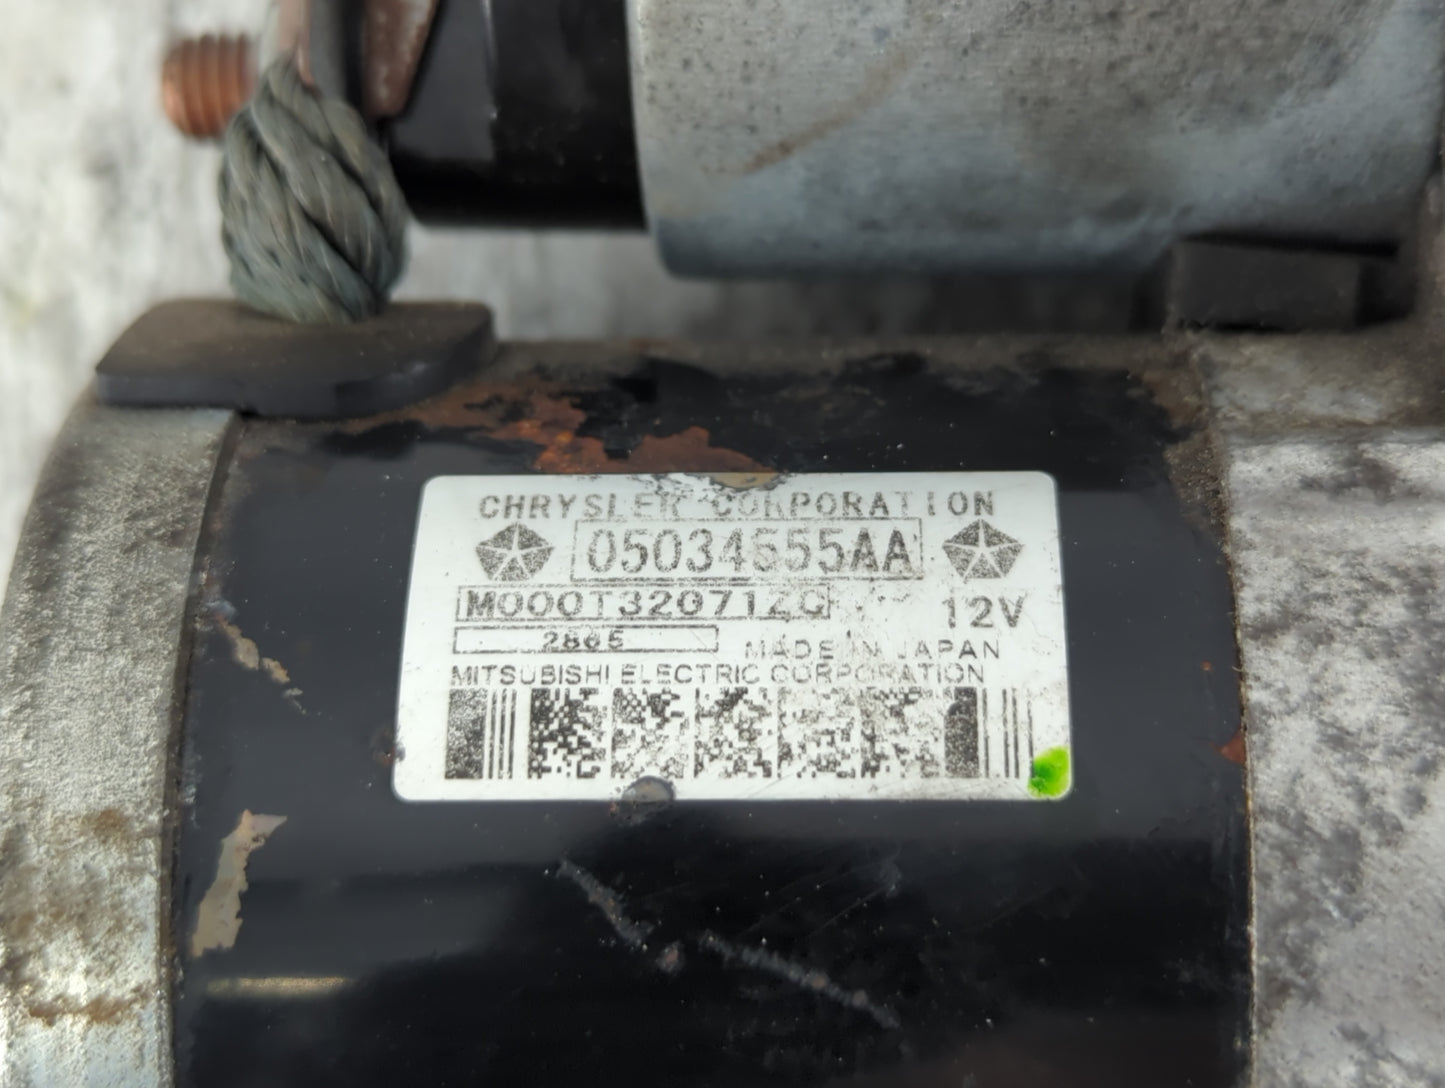 CHRYSLER CORPORATION
05034555AA
M000T32071ZC 12V
2865 MADE IN JAPAN
MITSUBISHI ELECTRIC CORPORATION